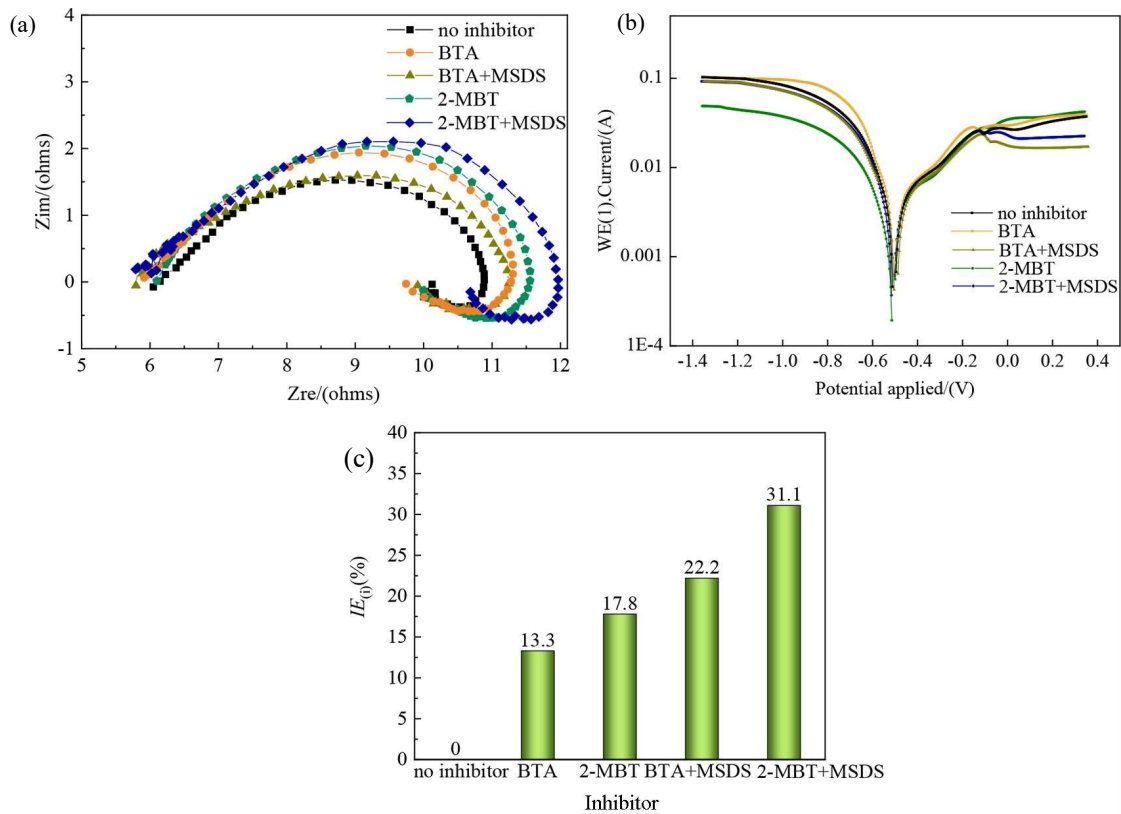 (a)
4
3
2
1
0
-1
Zim/(ohms)
5 6 7 8 9 10 11 12
Zre/(ohms)
no inhibitor
BTA
BTA+MSDS
2-MBT
2-MBT+MSDS
(b)
0.1
0.01
0.001
1E-4
WE(1).Current/(A)
-1.4 -1.2 -1.0 -0.8 -0.6 -0.4 -0.2 0.0 0.2 0.4
Potential applied/(V)
no inhibitor
BTA
BTA+MSDS
2-MBT
2-MBT+MSDS
(c)
40
35
30
25
20
15
10
5
0
IE(i)(%)
0
13.3
17.8
22.2
31.1
no inhibitor BTA 2-MBT BTA+MSDS 2-MBT+MSDS
Inhibitor